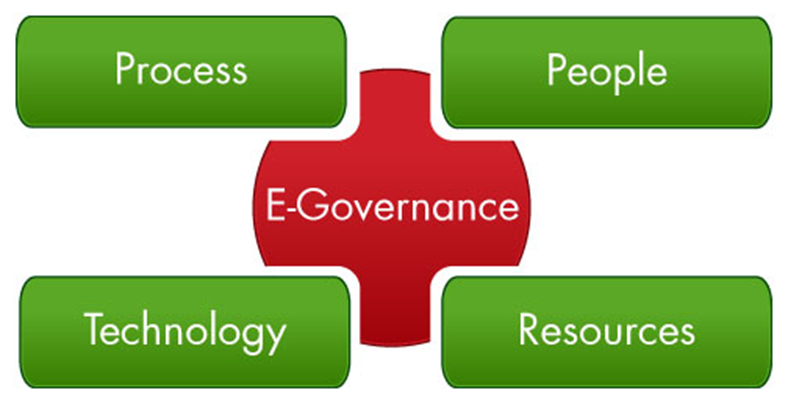 Process
People
E-Governance
Technology
Resources